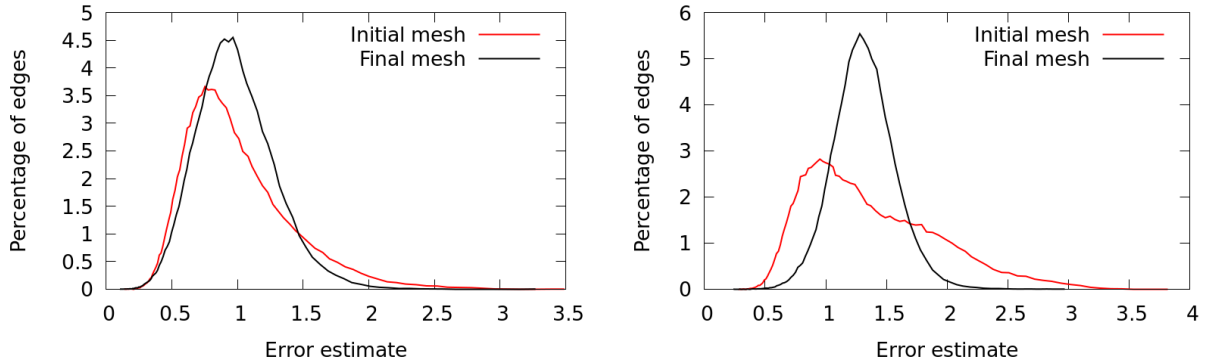 Percentage of edges
5
4.5
4
3.5
3
2.5
2
1.5
1
0.5
0
0 0.5 1 1.5 2 2.5 3 3.5
Error estimate
Initial mesh
Final mesh
Percentage of edges
6
5
4
3
2
1
0
0 0.5 1 1.5 2 2.5 3 3.5 4
Error estimate
Initial mesh
Final mesh